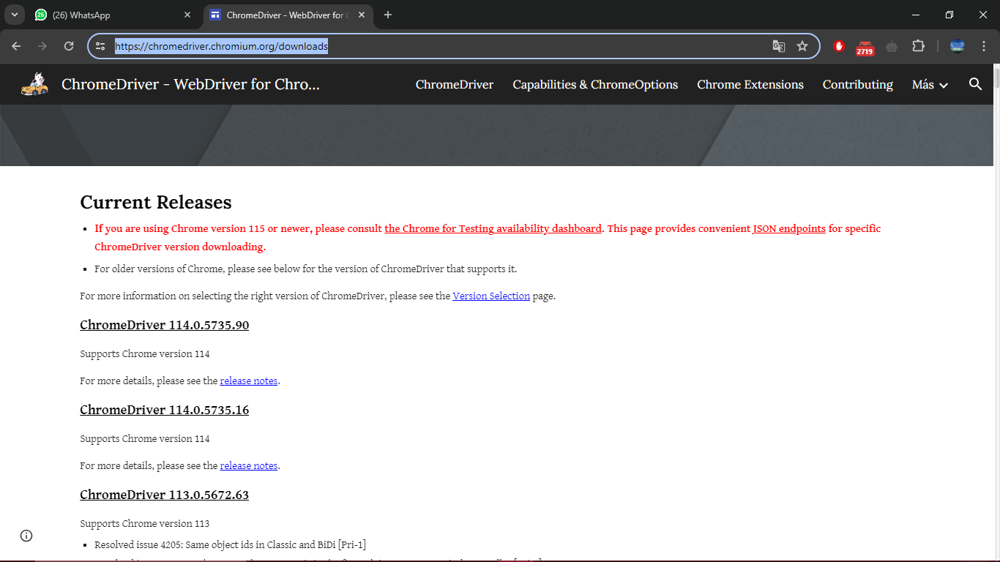 (26) WhatsApp
ChromeDriver - WebDriver for
https://chromedriver.chromium.org/downloads
2719
ChromeDriver - WebDriver for Chro...
ChromeDriver
Capabilities & ChromeOptions
Chrome Extensions
Contributing
Más
Current Releases
If you are using Chrome version 115 or newer, please consult the Chrome for Testing availability dashboard. This page provides convenient JSON endpoints for specific
ChromeDriver version downloading.
For older versions of Chrome, please see below for the version of ChromeDriver that supports it.
For more information on selecting the right version of ChromeDriver, please see the Version Selection page.
ChromeDriver 114.0.5735.90
Supports Chrome version 114
For more details, please see the release notes.
ChromeDriver 114.0.5735.16
Supports Chrome version 114
For more details, please see the release notes.
ChromeDriver 113.0.5672.63
Supports Chrome version 113
Resolved issue 4205: Same object ids in Classic and BiDi [Pri-1]